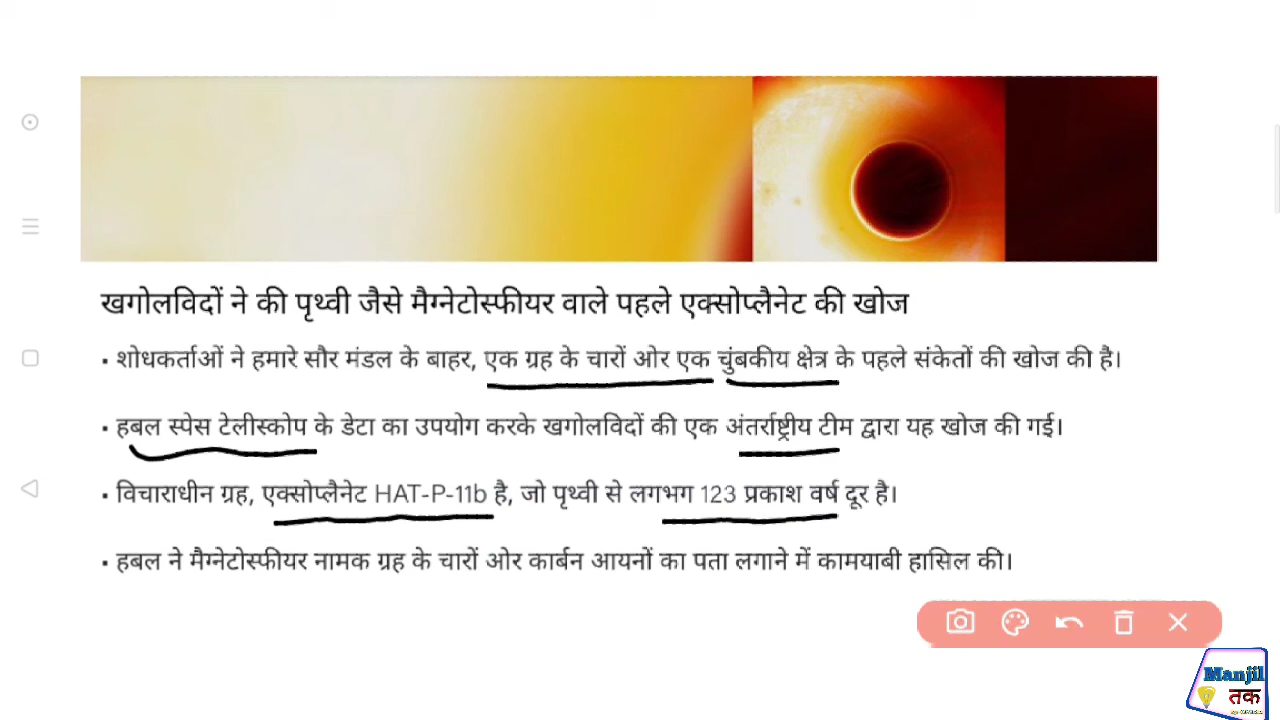 खगोलविदों ने की पृथ्वी जैसे मैग्नेटोस्फीयर वाले पहले एक्सोप्लैनेट की खोज
▪ शोधकर्ताओं ने हमारे सौर मंडल के बाहर, एक ग्रह के चारों ओर एक चुंबकीय क्षेत्र के पहले संकेतों की खोज की है।
▪ हबल स्पेस टेलीस्कोप के डेटा का उपयोग करके खगोलविदों की एक अंतर्राष्ट्रीय टीम द्वारा यह खोज की गई।
▪ विचाराधीन ग्रह, एक्सोप्लैनेट HAT-P-11b है, जो पृथ्वी से लगभग 123 प्रकाश वर्ष दूर है।
▪ हबल ने मैग्नेटोस्फीयर नामक ग्रह के चारों ओर कार्बन आयनों का पता लगाने में कामयाबी हासिल की।
Manjil
तक